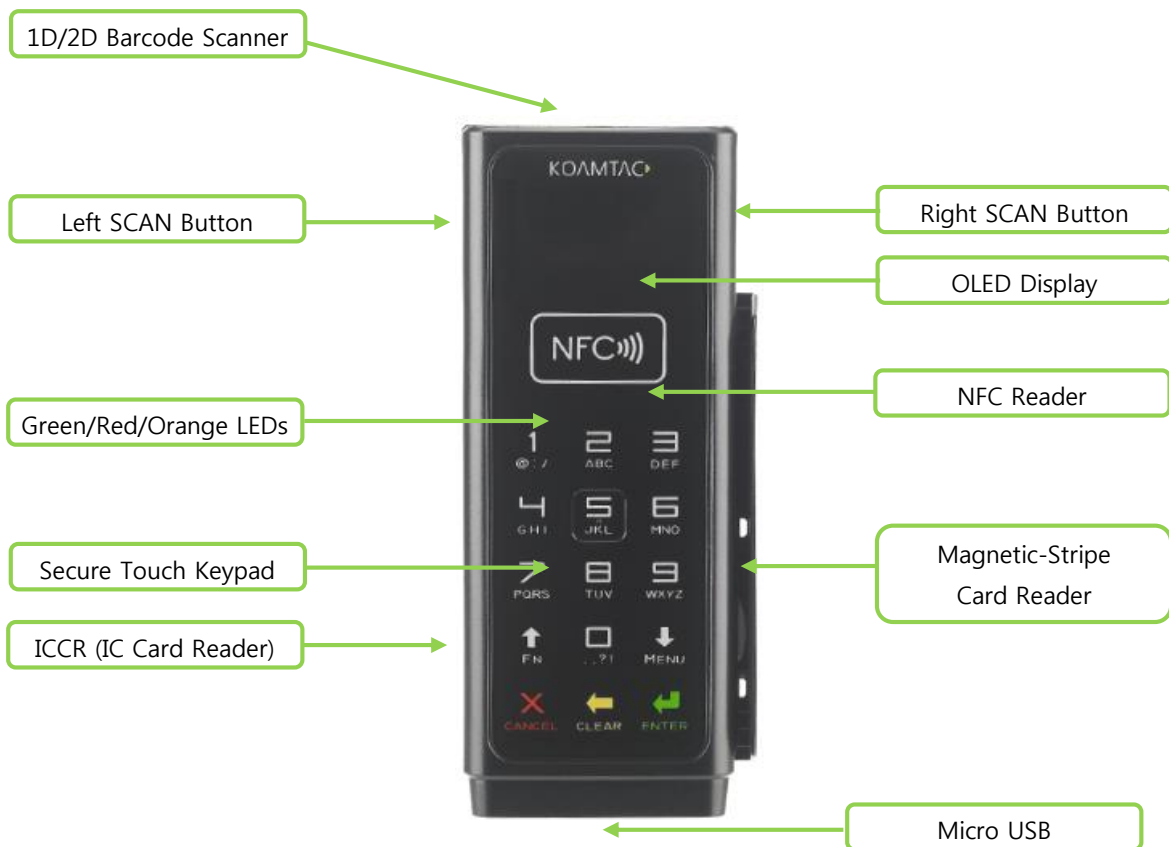 1D/2D Barcode Scanner
KOAMTAC
Left SCAN Button
Right SCAN Button
OLED Display
NFC
NFC Reader
Green/Red/Orange LEDs
1 2 3
@:/ ABC DEF
4 5 6
GHI JKL MNO
Secure Touch Keypad
Magnetic-Stripe
Card Reader
7 8 9
PQRS TUV WXYZ
ICCR (IC Card Reader)
0
FN .,?! MENU
CANCEL CLEAR ENTER
Micro USB